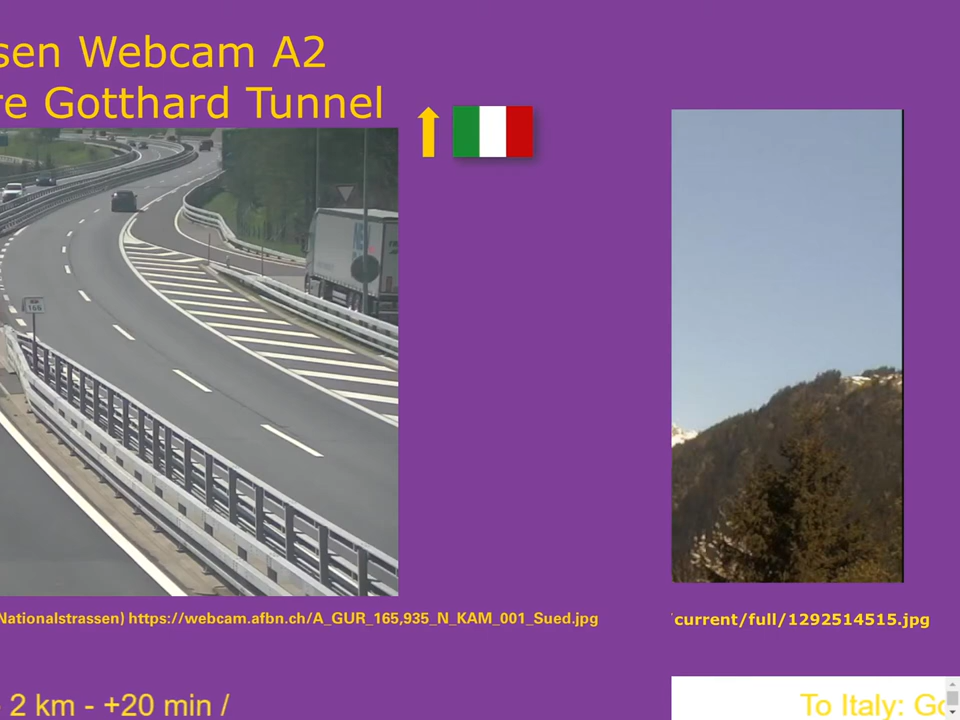 sen Webcam A2
re Gotthard Tunnel
166
Nationalstrassen) https://webcam.afbn.ch/A_GUR_165,935_N_KAM_001_Sued.jpg
/current/full/1292514515.jpg
2 km - +20 min /
To Italy: Go